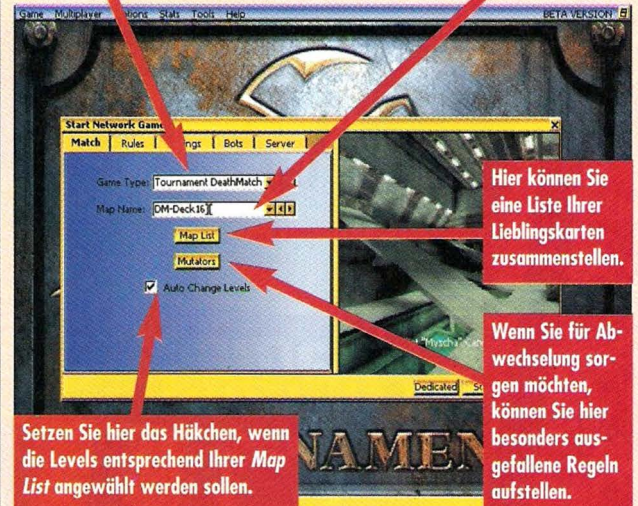 Game Multiplayer Stats Tools Help
BETA VERSION
Start Network Game
Match Rules Bots Server
Game Type: Tournament DeathMatch
Map Name: DM-Deck16][
Map List
Mutators
Auto Change Levels
Dedicated
Hier können Sie
eine Liste Ihrer
Lieblingskarten
zusammenstellen.
Wenn Sie für Ab-
wechselung sor-
gen möchten,
können Sie hier
besonders aus-
gefallene Regeln
aufstellen.
Setzen Sie hier das Häkchen, wenn
die Levels entsprechend Ihrer Map
List angewählt werden sollen.
NAMEN